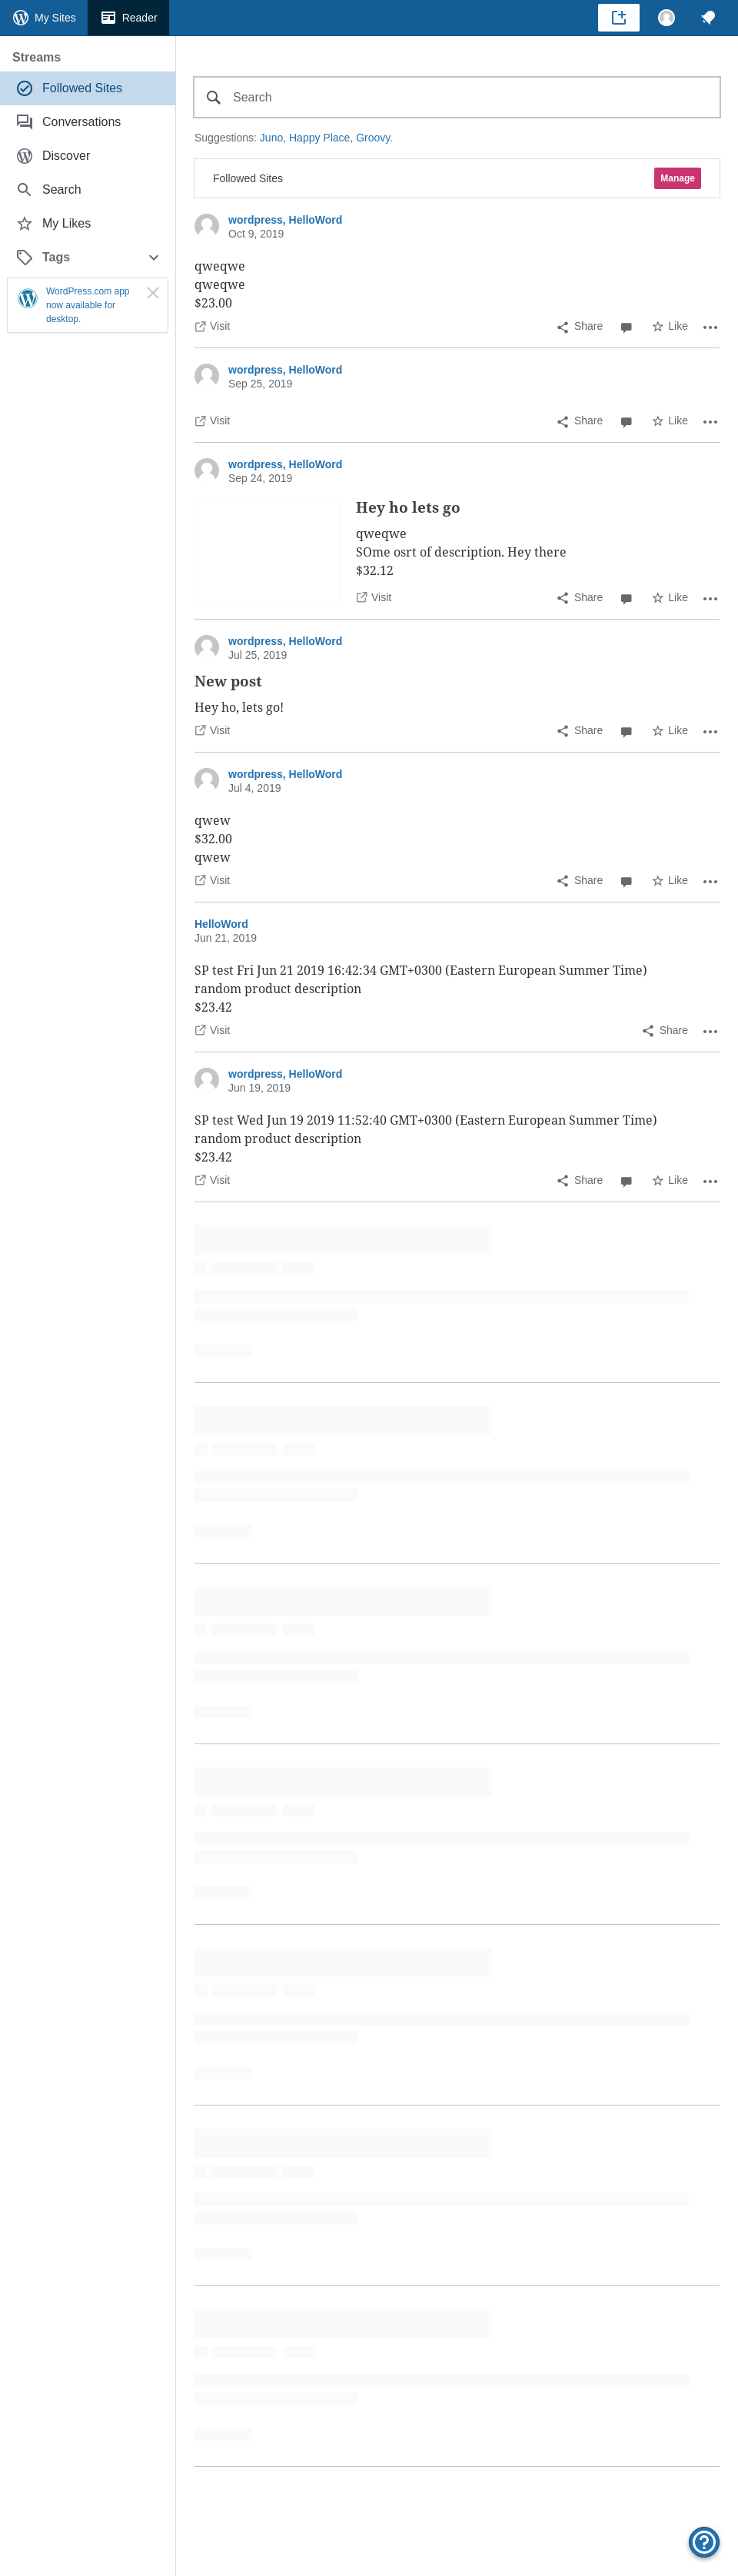 My Sites
Reader
Streams
Followed Sites
Conversations
Discover
Search
My Likes
Tags
WordPress.com app
now available for
desktop.
Search
Suggestions: Juno, Happy Place, Groovy.
Followed Sites
Manage
wordpress, HelloWord
Oct 9, 2019
qweqwe
qweqwe
$23.00
Visit
Share
Like
wordpress, HelloWord
Sep 25, 2019
Visit
Share
Like
wordpress, HelloWord
Sep 24, 2019
Hey ho lets go
qweqwe
SOme osrt of description. Hey there
$32.12
Visit
Share
Like
wordpress, HelloWord
Jul 25, 2019
New post
Hey ho, lets go!
Visit
Share
Like
wordpress, HelloWord
Jul 4, 2019
qwew
$32.00
qwew
Visit
Share
Like
HelloWord
Jun 21, 2019
SP test Fri Jun 21 2019 16:42:34 GMT+0300 (Eastern European Summer Time)
random product description
$23.42
Visit
Share
wordpress, HelloWord
Jun 19, 2019
SP test Wed Jun 19 2019 11:52:40 GMT+0300 (Eastern European Summer Time)
random product description
$23.42
Visit
Share
Like